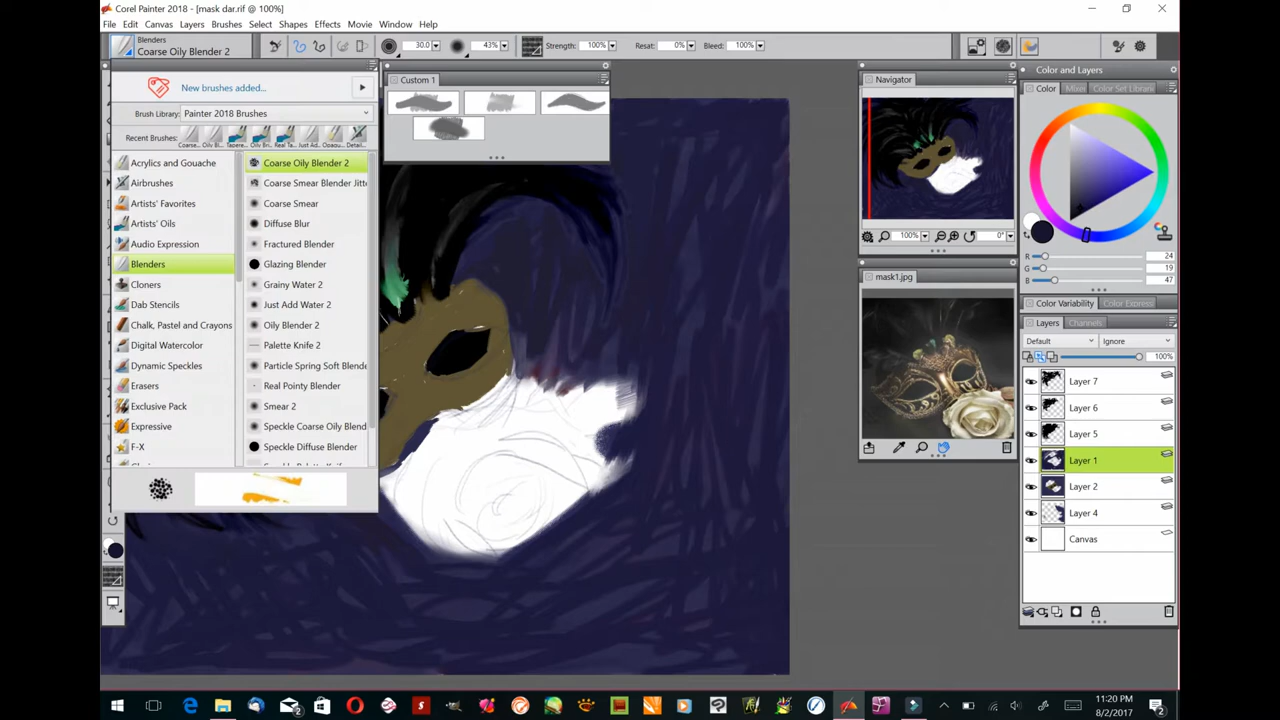 Corel Painter 2018 - [mask dar.rif @ 100%]
File Edit Canvas Layers Brushes Select Shapes Effects Movie Window Help
Blenders
Coarse Oily Blender 2
30.0 43% Strength: 100% Resat: 0% Bleed: 100%
New brushes added...
Brush Library: Painter 2018 Brushes
Recent Brushes:
Acrylics and Gouache
Airbrushes
Artists' Favorites
Artists' Oils
Audio Expression
Blenders
Cloners
Dab Stencils
Chalk, Pastel and Crayons
Digital Watercolor
Dynamic Speckles
Erasers
Exclusive Pack
Expressive
F-X
Coarse Oily Blender 2
Coarse Smear Blender Jitte
Coarse Smear
Diffuse Blur
Fractured Blender
Glazing Blender
Grainy Water 2
Just Add Water 2
Oily Blender 2
Palette Knife 2
Particle Spring Soft Blende
Real Pointy Blender
Smear 2
Speckle Coarse Oily Blend
Speckle Diffuse Blender
Custom 1
Navigator
100% 0°
mask1.jpg
Color and Layers
Color Mixe Color Set Librari
R 24
G 19
B 47
Color Variability Color Express
Layers Channels
Default Ignore
100%
Layer 7
Layer 6
Layer 5
Layer 1
Layer 2
Layer 4
Canvas
11:20 PM
8/2/2017